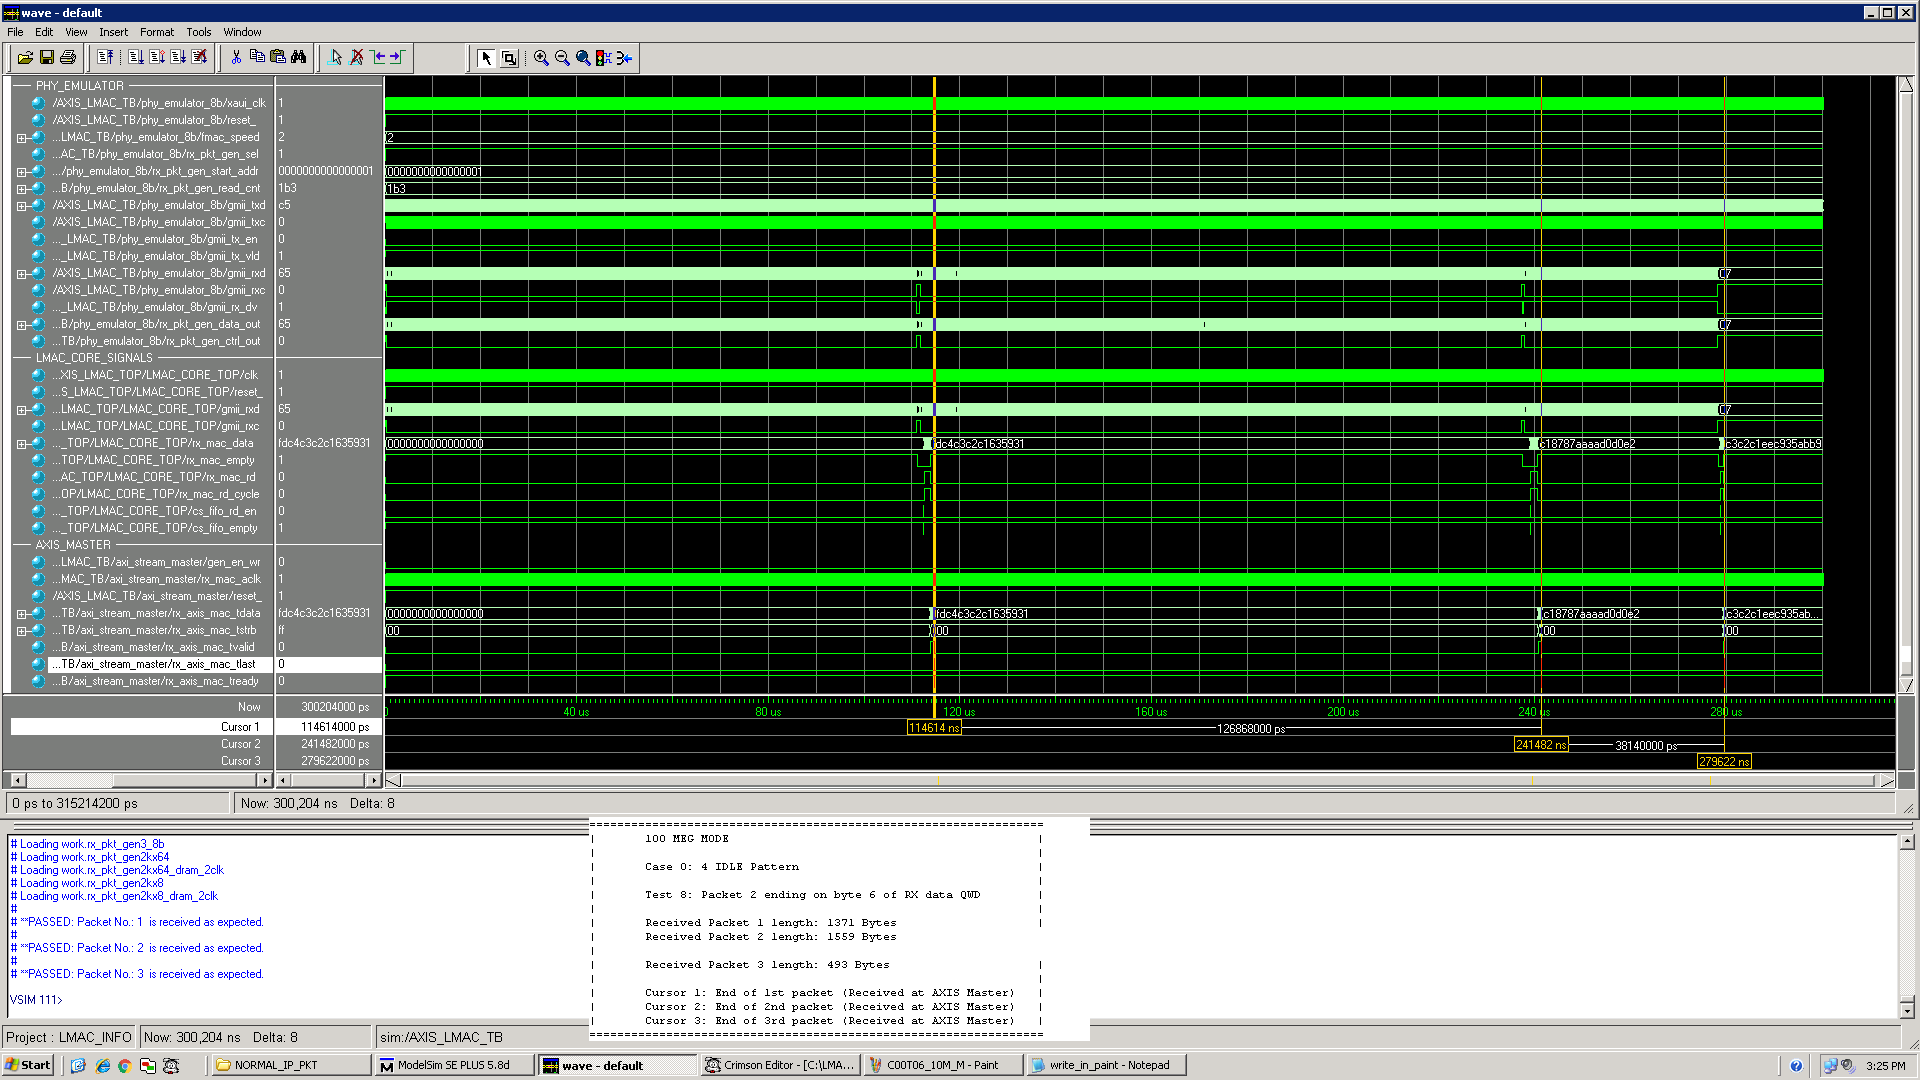 wave - default
File Edit View Insert Format Tools Window
PHY_EMULATOR
/AXIS_LMAC_TB/phy_emulator_8b/xaui_clk 1
/AXIS_LMAC_TB/phy_emulator_8b/reset_ 1
...LMAC_TB/phy_emulator_8b/fmac_speed 2 2
...AC_TB/phy_emulator_8b/rx_pkt_gen_sel 1
.../phy_emulator_8b/rx_pkt_gen_start_addr 0000000000000001 0000000000000001
...B/phy_emulator_8b/rx_pkt_gen_read_cnt 1b3 1b3
/AXIS_LMAC_TB/phy_emulator_8b/gmii_txd c5
/AXIS_LMAC_TB/phy_emulator_8b/gmii_txc 0
..._LMAC_TB/phy_emulator_8b/gmii_tx_en 0
..._LMAC_TB/phy_emulator_8b/gmii_tx_vld 1
/AXIS_LMAC_TB/phy_emulator_8b/gmii_rxd 65
/AXIS_LMAC_TB/phy_emulator_8b/gmii_rxc 0
..._LMAC_TB/phy_emulator_8b/gmii_rx_dv 1
...B/phy_emulator_8b/rx_pkt_gen_data_out 65
...TB/phy_emulator_8b/rx_pkt_gen_ctrl_out 0
LMAC_CORE_SIGNALS
...XIS_LMAC_TOP/LMAC_CORE_TOP/clk 1
...S_LMAC_TOP/LMAC_CORE_TOP/reset_ 1
...LMAC_TOP/LMAC_CORE_TOP/gmii_rxd 65
...LMAC_TOP/LMAC_CORE_TOP/gmii_rxc 0
..._TOP/LMAC_CORE_TOP/rx_mac_data fdc4c3c2c1635931 0000000000000000 dc4c3c2c1635931 c18787aaaad0d0e2 c3c2c1eec935abb9
...TOP/LMAC_CORE_TOP/rx_mac_empty 1
...AC_TOP/LMAC_CORE_TOP/rx_mac_rd 0
...OP/LMAC_CORE_TOP/rx_mac_rd_cycle 0
..._TOP/LMAC_CORE_TOP/cs_fifo_rd_en 0
..._TOP/LMAC_CORE_TOP/cs_fifo_empty 1
AXIS_MASTER
...LMAC_TB/axi_stream_master/gen_en_wr 0
...MAC_TB/axi_stream_master/rx_mac_aclk 1
/AXIS_LMAC_TB/axi_stream_master/reset_ 1
...TB/axi_stream_master/rx_axis_mac_tdata fdc4c3c2c1635931 0000000000000000 fdc4c3c2c1635931 c18787aaaad0d0e2 c3c2c1eec935ab...
...TB/axi_stream_master/rx_axis_mac_tstrb ff 00 00 00 00
...B/axi_stream_master/rx_axis_mac_tvalid 0
...TB/axi_stream_master/rx_axis_mac_tlast 0
...B/axi_stream_master/rx_axis_mac_tready 0
Now 300204000 ps 40 us 80 us 120 us 160 us 200 us 240 us 280 us
Cursor 1 114614000 ps 114614 ns 126868000 ps
Cursor 2 241482000 ps 241482 ns 38140000 ps
Cursor 3 279622000 ps 279622 ns
0 ps to 315214200 ps Now: 300,204 ns Delta: 8
# Loading work.rx_pkt_gen3_8b
# Loading work.rx_pkt_gen2kx64
# Loading work.rx_pkt_gen2kx64_dram_2clk
# Loading work.rx_pkt_gen2kx8
# Loading work.rx_pkt_gen2kx8_dram_2clk
#
# **PASSED: Packet No.: 1 is received as expected.
#
# **PASSED: Packet No.: 2 is received as expected.
#
# **PASSED: Packet No.: 3 is received as expected.
VSIM 111>
100 MEG MODE
Case 0: 4 IDLE Pattern
Test 8: Packet 2 ending on byte 6 of RX data QWD
Received Packet 1 length: 1371 Bytes
Received Packet 2 length: 1559 Bytes
Received Packet 3 length: 493 Bytes
Cursor 1: End of 1st packet (Received at AXIS Master)
Cursor 2: End of 2nd packet (Received at AXIS Master)
Cursor 3: End of 3rd packet (Received at AXIS Master)
Project : LMAC_INFO Now: 300,204 ns Delta: 8 sim:/AXIS_LMAC_TB
Start NORMAL_IP_PKT ModelSim SE PLUS 5.8d wave - default Crimson Editor - [C:\LMA... C00T06_10M_M - Paint write_in_paint - Notepad 3:25 PM